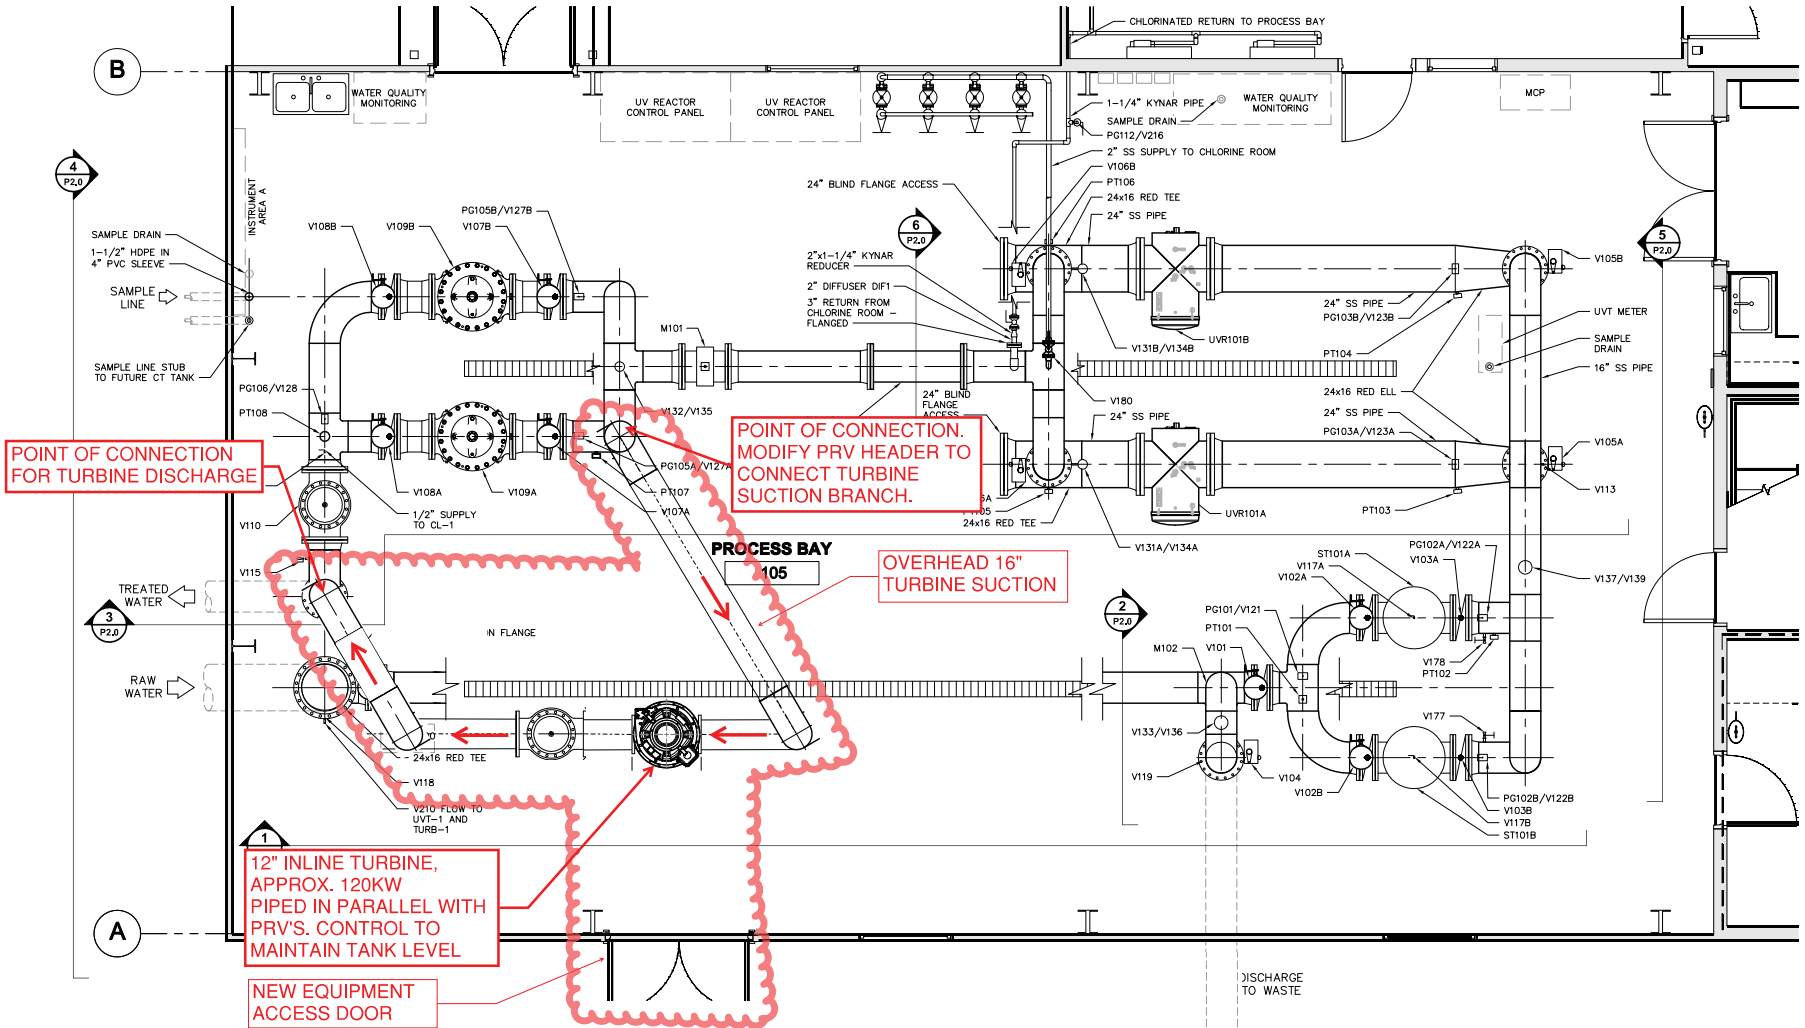 CHLORINATED RETURN TO PROCESS BAY
B
WATER QUALITY
MONITORING
UV REACTOR
CONTROL PANEL
UV REACTOR
CONTROL PANEL
1-1/4" KYNAR PIPE
SAMPLE DRAIN
PG112/V216
WATER QUALITY
MONITORING
MCP
2" SS SUPPLY TO CHLORINE ROOM
V106B
PT106
24x16 RED TEE
24" SS PIPE
24" BLIND FLANGE ACCESS
4
P2.0
INSTRUMENT
AREA A
SAMPLE DRAIN
1-1/2" HDPE IN
4" PVC SLEEVE
SAMPLE
LINE
SAMPLE LINE STUB
TO FUTURE CT TANK
V108B
V109B
PG105B/V127B
V107B
6
P2.0
5
P2.0
2"x1-1/4" KYNAR
REDUCER
2" DIFFUSER DIF1
3" RETURN FROM
CHLORINE ROOM -
FLANGED
V105B
24" SS PIPE
PG103B/V123B
UVT METER
M101
V131B/V134B
UVR101B
PT104
SAMPLE
DRAIN
16" SS PIPE
PG106/V128
PT108
V132/V135
24" BLIND
FLANGE
ACCESS
V180
24" SS PIPE
24x16 RED ELL
24" SS PIPE
PG103A/V123A
V105A
POINT OF CONNECTION
FOR TURBINE DISCHARGE
POINT OF CONNECTION.
MODIFY PRV HEADER TO
CONNECT TURBINE
SUCTION BRANCH.
PG105A/V127A
PT107
V107A
V108A
V109A
V110
1/2" SUPPLY
TO CL-1
24x16 RED TEE
UVR101A
PT103
V113
V131A/V134A
PROCESS BAY
105
OVERHEAD 16"
TURBINE SUCTION
V115
TREATED
WATER
3
P2.0
RAW
WATER
N FLANGE
2
P2.0
ST101A
V117A
V102A
PG102A/V122A
V103A
V137/V139
PG101/V121
PT101
M102
V101
V178
PT102
V177
V133/V136
V119
V104
V102B
PG102B/V122B
V103B
V117B
ST101B
24x16 RED TEE
V118
V210 FLOW TO
UVT-1 AND
TURB-1
1
12" INLINE TURBINE,
APPROX. 120KW
PIPED IN PARALLEL WITH
PRV'S. CONTROL TO
MAINTAIN TANK LEVEL
A
NEW EQUIPMENT
ACCESS DOOR
DISCHARGE
TO WASTE